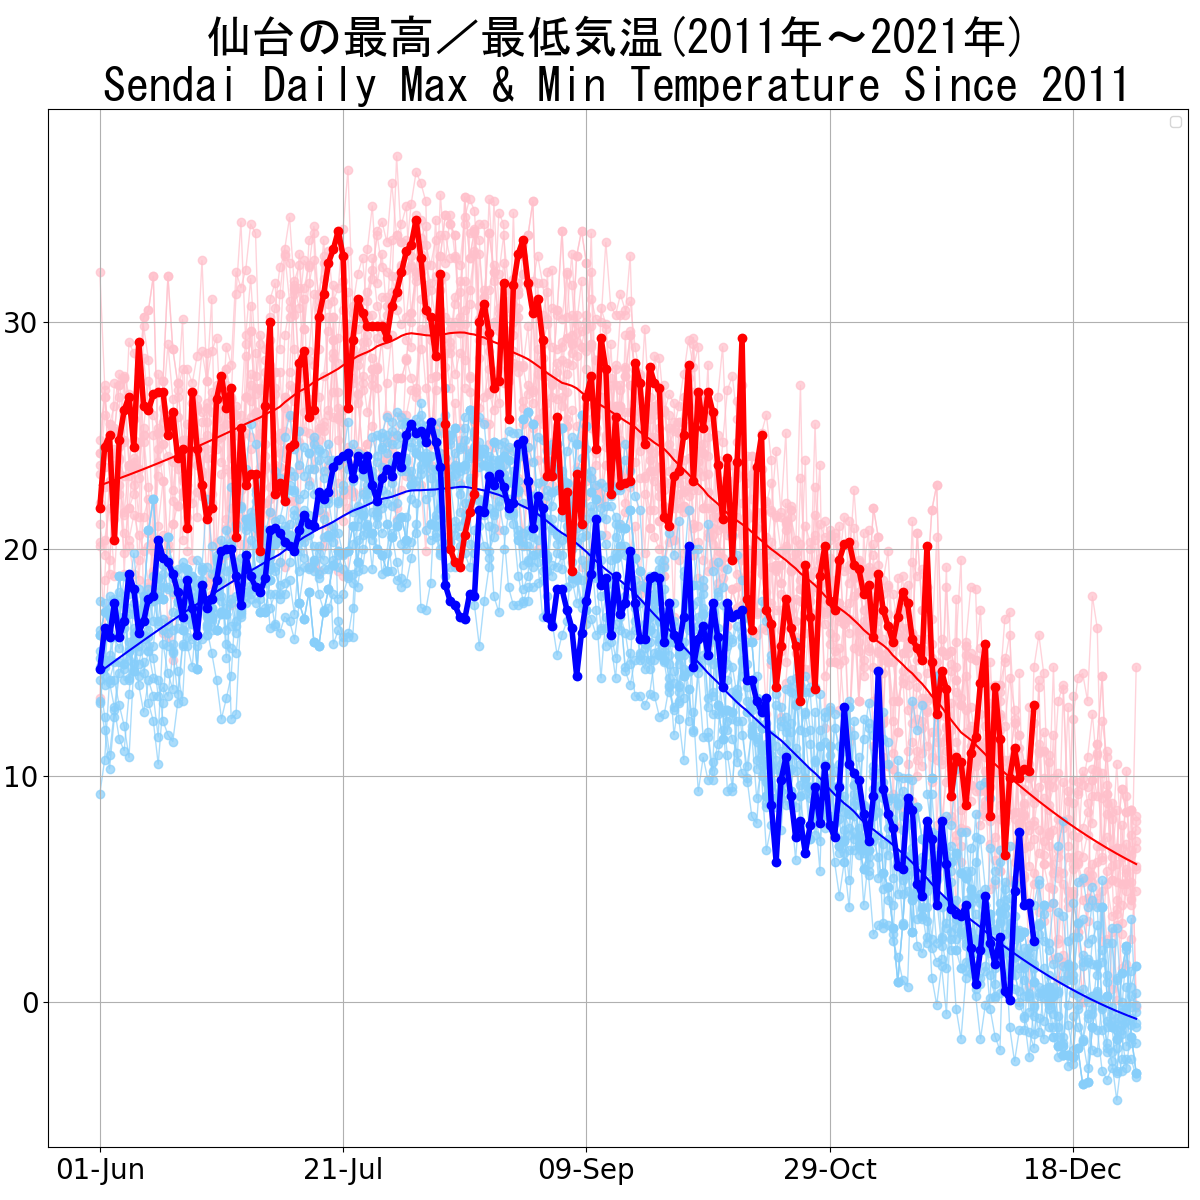 仙台の最高／最低気温(2011年～2021年)
Sendai Daily Max & Min Temperature Since 2011
30
20
10
0
01-Jun 21-Jul 09-Sep 29-Oct 18-Dec